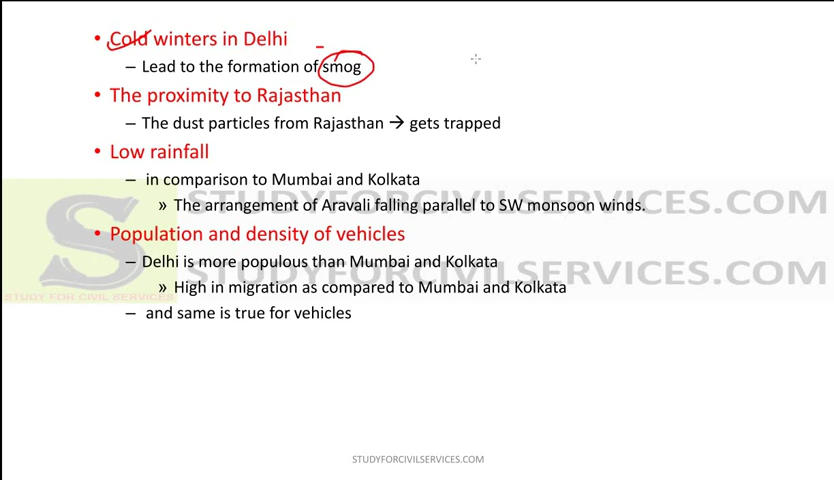 • Cold winters in Delhi
– Lead to the formation of smog
• The proximity to Rajasthan
– The dust particles from Rajasthan → gets trapped
• Low rainfall
– in comparison to Mumbai and Kolkata
» The arrangement of Aravali falling parallel to SW monsoon winds.
STUDYFORCIVILSERVICES.COM
• Population and density of vehicles
– Delhi is more populous than Mumbai and Kolkata
STUDYFORCIVILSERVICES.COM
» High in migration as compared to Mumbai and Kolkata
S
STUDY FOR CIVIL SERVICES
– and same is true for vehicles
STUDYFORCIVILSERVICES.COM